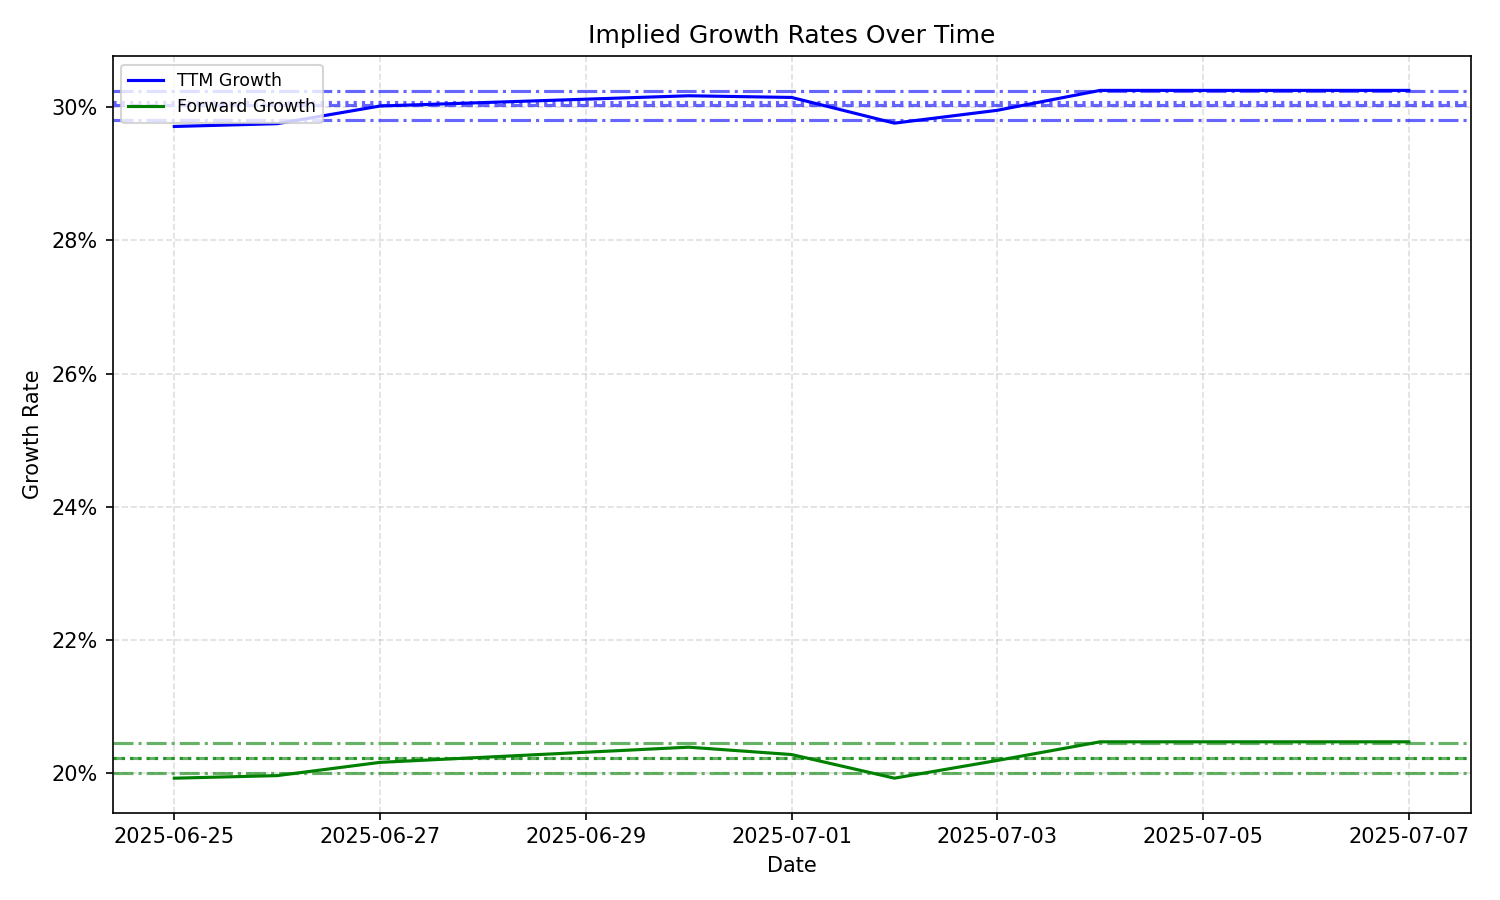 Implied Growth Rates Over Time
TTM Growth
Forward Growth
30%
28%
26%
24%
22%
20%
Growth Rate
2025-06-25 2025-06-27 2025-06-29 2025-07-01 2025-07-03 2025-07-05 2025-07-07
Date